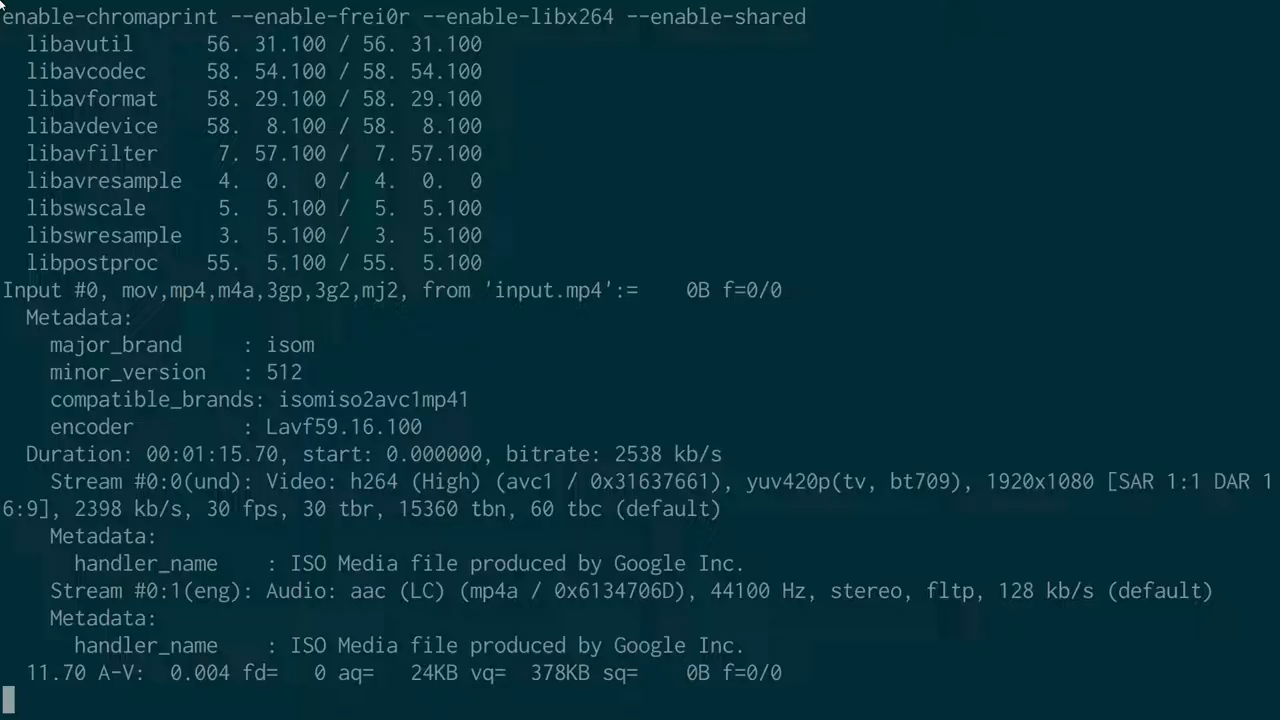 enable-chromaprint --enable-frei0r --enable-libx264 --enable-shared
  libavutil      56. 31.100 / 56. 31.100
  libavcodec     58. 54.100 / 58. 54.100
  libavformat    58. 29.100 / 58. 29.100
  libavdevice    58.  8.100 / 58.  8.100
  libavfilter     7. 57.100 /  7. 57.100
  libavresample   4.  0.  0 /  4.  0.  0
  libswscale      5.  5.100 /  5.  5.100
  libswresample   3.  5.100 /  3.  5.100
  libpostproc    55.  5.100 / 55.  5.100
Input #0, mov,mp4,m4a,3gp,3g2,mj2, from 'input.mp4':=    0B f=0/0
  Metadata:
    major_brand     : isom
    minor_version   : 512
    compatible_brands: isomiso2avc1mp41
    encoder         : Lavf59.16.100
  Duration: 00:01:15.70, start: 0.000000, bitrate: 2538 kb/s
    Stream #0:0(und): Video: h264 (High) (avc1 / 0x31637661), yuv420p(tv, bt709), 1920x1080 [SAR 1:1 DAR 1
6:9], 2398 kb/s, 30 fps, 30 tbr, 15360 tbn, 60 tbc (default)
    Metadata:
      handler_name    : ISO Media file produced by Google Inc.
    Stream #0:1(eng): Audio: aac (LC) (mp4a / 0x6134706D), 44100 Hz, stereo, fltp, 128 kb/s (default)
    Metadata:
      handler_name    : ISO Media file produced by Google Inc.
  11.70 A-V:  0.004 fd=   0 aq=   24KB vq=  378KB sq=    0B f=0/0